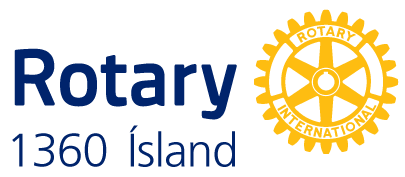 Rotary
1360 Ísland
ROTARY
INTERNATIONAL